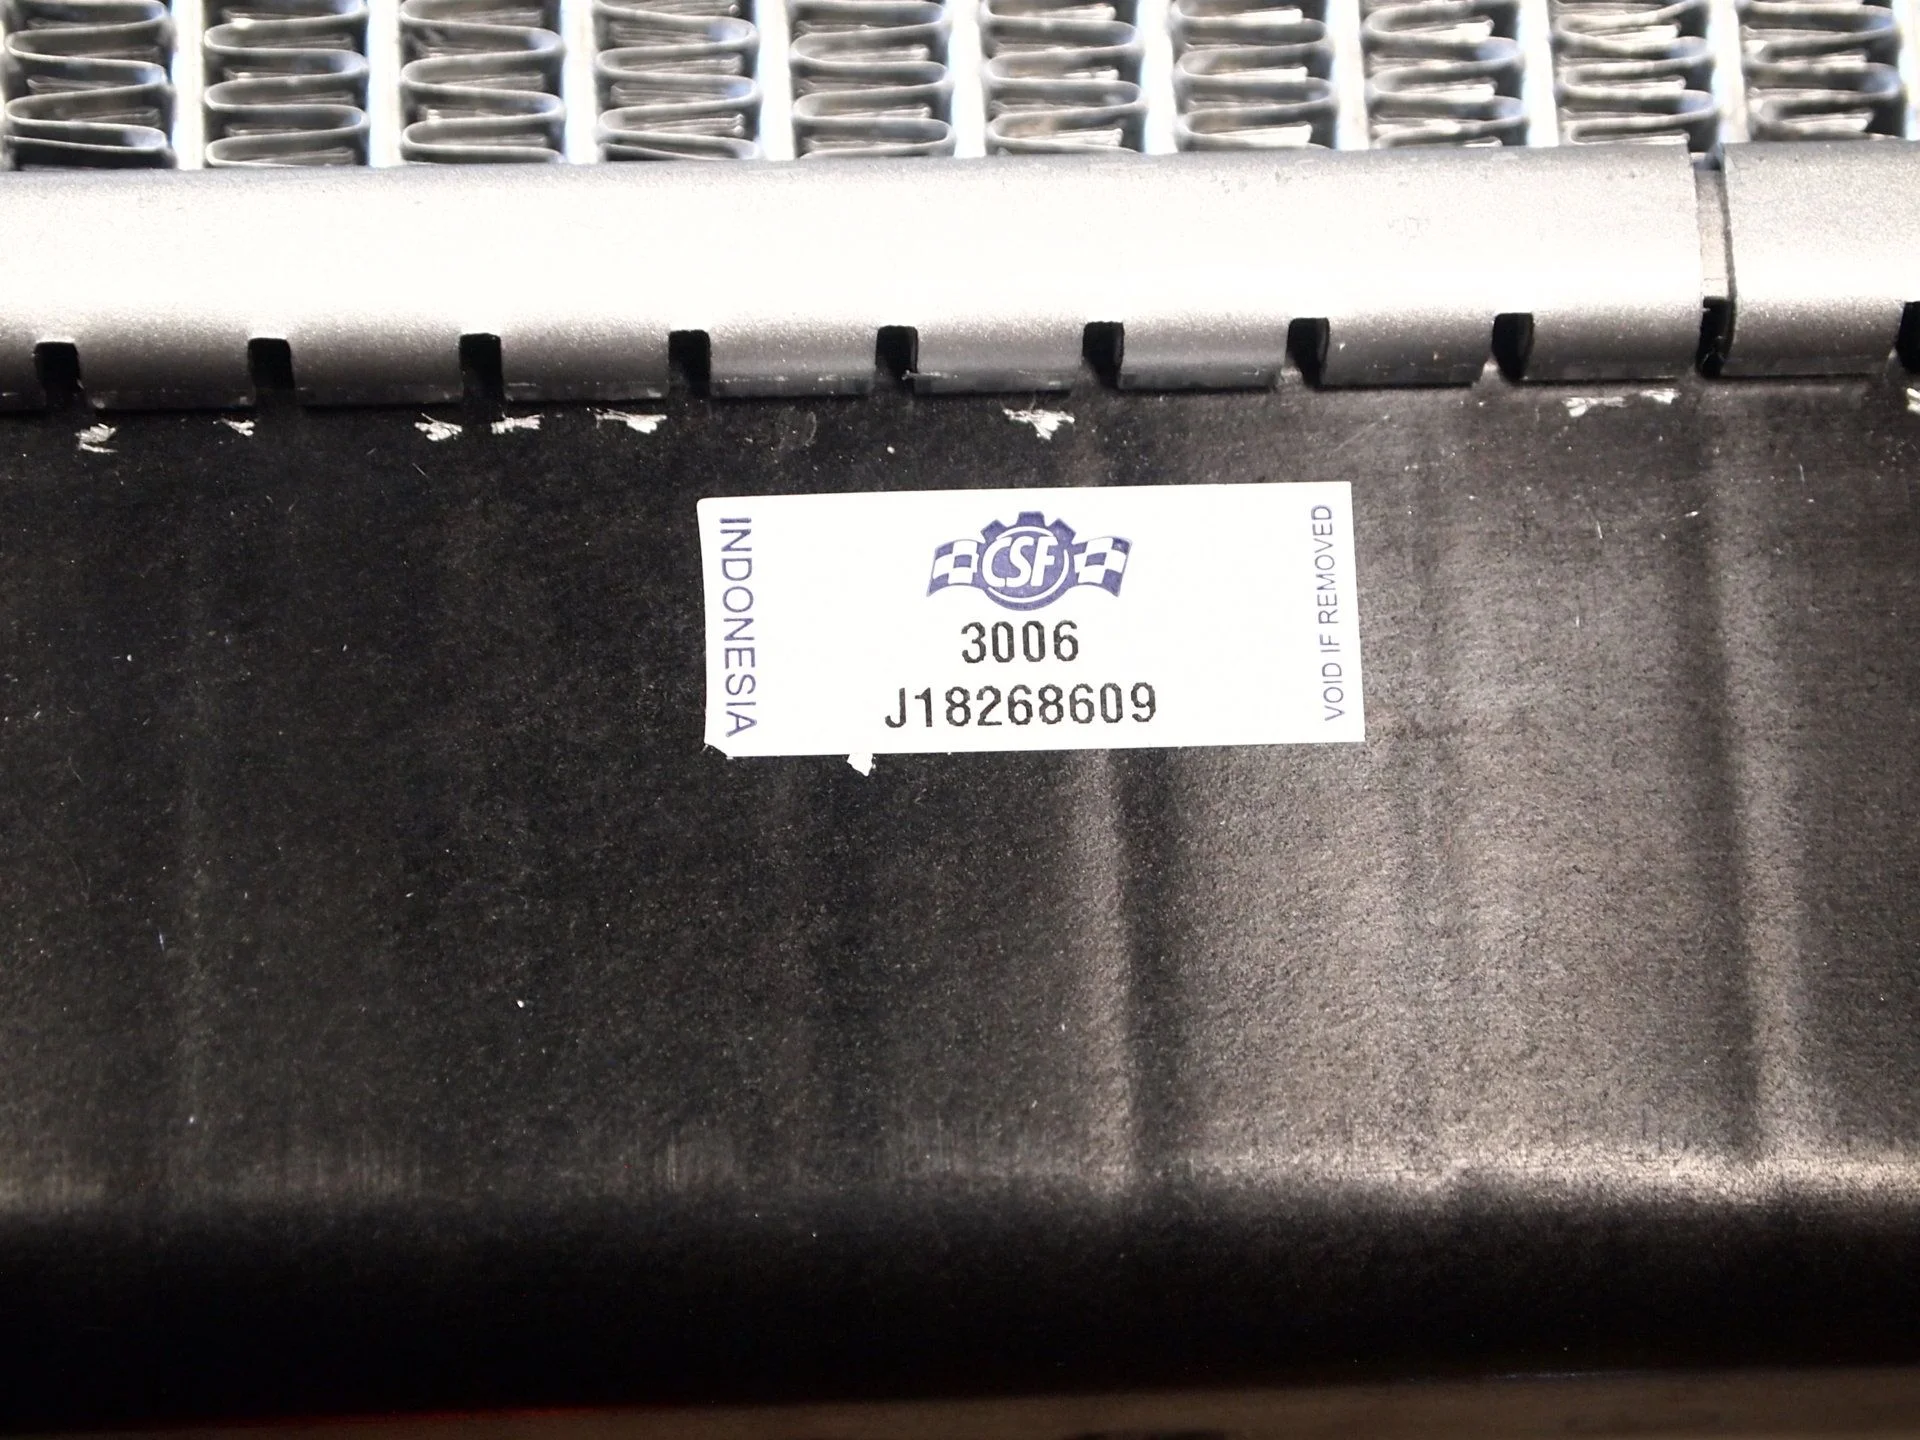 INDONESIA
CSF
3006
J18268609
VOID IF REMOVED